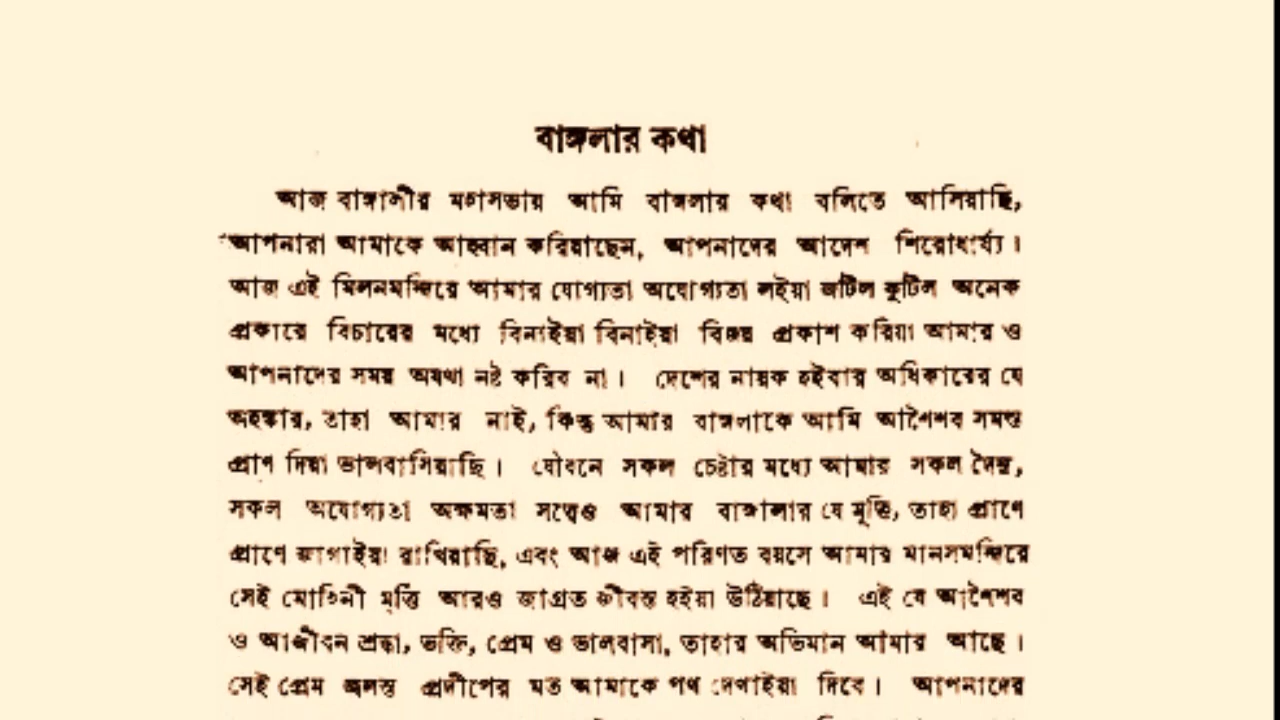 বাঙ্গলার কথা
আজ বাঙ্গালীর মহাসভায় আমি বাঙ্গলার কথা বলিতে আসিয়াছি,
আপনারা আমাকে আহ্বান করিয়াছেন, আপনাদের আদেশ শিরোধার্য্য।
আজ এই মিলনমন্দিরে আমার যোগ্যতা অযোগ্যতা লইয়া জটিল কুটিল অনেক
প্রকারে বিচারের মধ্যে বিনাইয়া বিনাইয়া বিনয় প্রকাশ করিয়া আমার ও
আপনাদের সময় অযথা নষ্ট করিব না। দেশের নায়ক হইবার অধিকারের যে
অহঙ্কার, তাহা আমার নাই, কিন্তু আমার বাঙ্গলাকে আমি আশৈশব সমস্ত
প্রাণ দিয়া ভালবাসিয়াছি। যৌবনে সকল চেষ্টার মধ্যে আমার সকল দৈন্য,
সকল অযোগ্যতা অক্ষমতা সত্ত্বেও আমার বাঙ্গালার যে মূর্ত্তি, তাহা প্রাণে
প্রাণে জাগাইয়া রাখিয়াছি, এবং আজ এই পরিণত বয়সে আমার মানসমন্দিরে
সেই মোহিনী মূর্ত্তি আরও জাগ্রত জীবন্ত হইয়া উঠিয়াছে। এই যে আশৈশব
ও আজীবন শ্রদ্ধা, ভক্তি, প্রেম ও ভালবাসা, তাহার অভিমান আমার আছে।
সেই প্রেম জ্বলন্ত প্রদীপের মত আমাকে পথ দেখাইয়া দিবে। আপনাদের